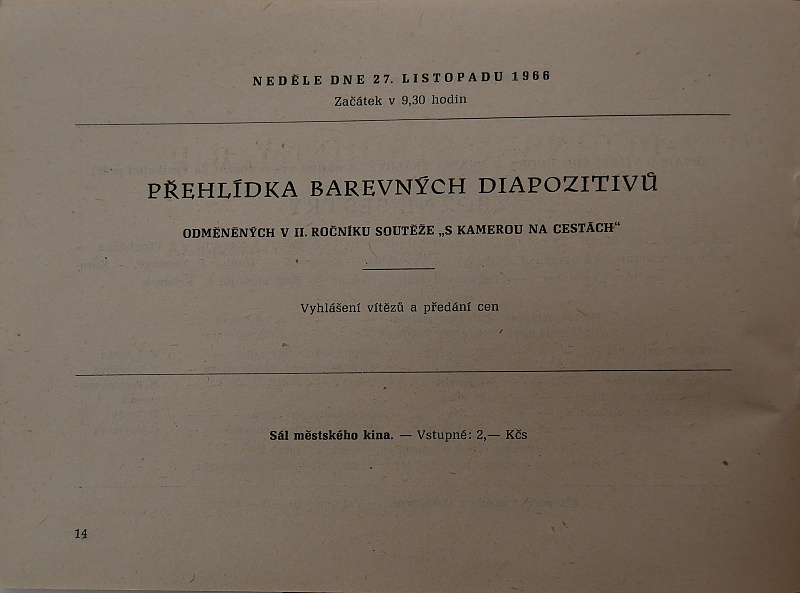 NEDĚLE DNE 27. LISTOPADU 1966
Začátek v 9,30 hodin
PŘEHLÍDKA BAREVNÝCH DIAPOZITIVŮ
ODMĚNĚNÝCH V II. ROČNÍKU SOUTĚŽE „S KAMEROU NA CESTÁCH“
Vyhlášení vítězů a předání cen
Sál městského kina. — Vstupné: 2,— Kčs
14